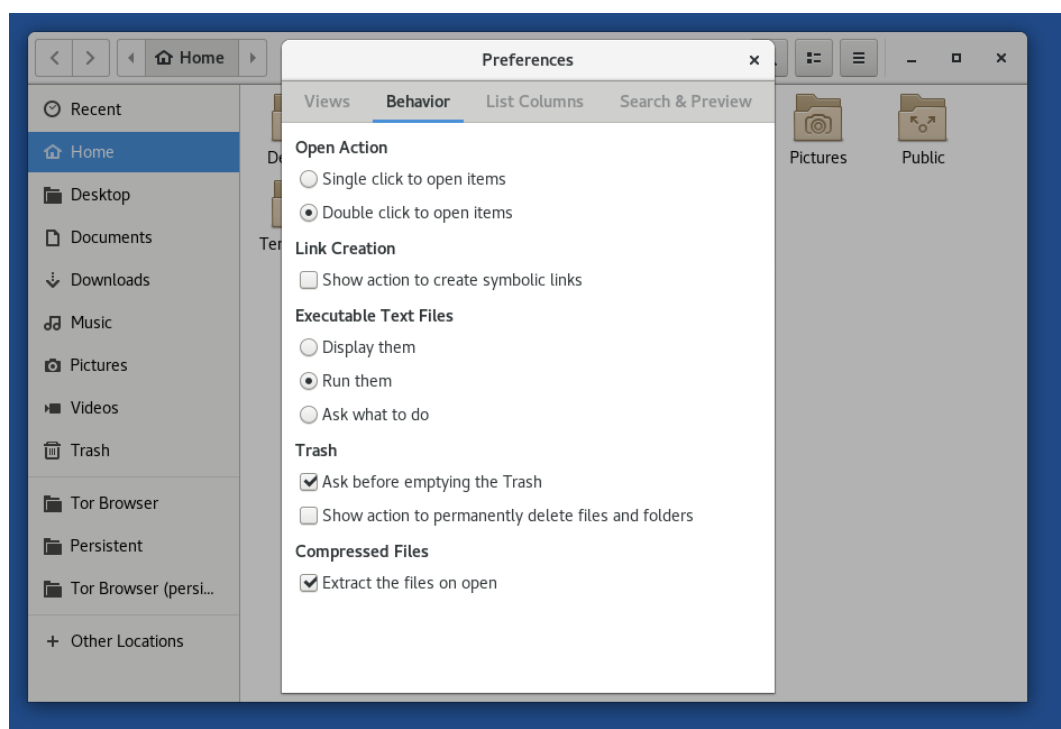 Home
Preferences
Recent
Home
Desktop
Documents
Downloads
Music
Pictures
Videos
Trash
Tor Browser
Persistent
Tor Browser (persi...
Other Locations
Views Behavior List Columns Search & Preview
Open Action
Single click to open items
Double click to open items
Link Creation
Show action to create symbolic links
Executable Text Files
Display them
Run them
Ask what to do
Trash
Ask before emptying the Trash
Show action to permanently delete files and folders
Compressed Files
Extract the files on open
Pictures Public